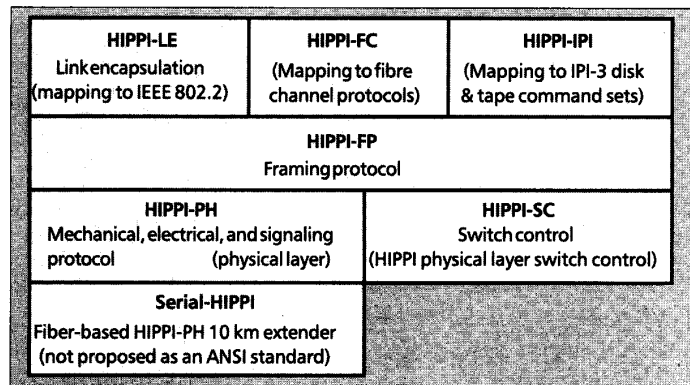 HIPPI-LE
Linkencapsulation
(mapping to IEEE 802.2)
HIPPI-FC
(Mapping to fibre
channel protocols)
HIPPI-IPI
(Mapping to IPI-3 disk
& tape command sets)
HIPPI-FP
Framing protocol
HIPPI-PH
Mechanical, electrical, and signaling
protocol (physical layer)
HIPPI-SC
Switch control
(HIPPI physical layer switch control)
Serial-HIPPI
Fiber-based HIPPI-PH 10 km extender
(not proposed as an ANSI standard)